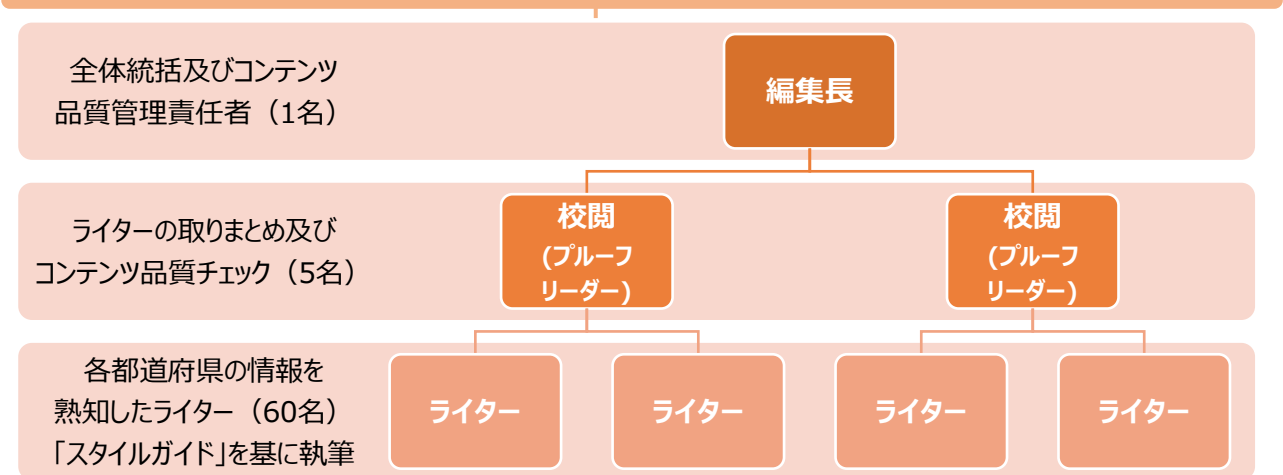 全体統括及びコンテンツ
品質管理責任者（1名）
編集長
ライターの取りまとめ及び
コンテンツ品質チェック（5名）
校閲
(プルーフ
リーダー)
校閲
(プルーフ
リーダー)
各都道府県の情報を
熟知したライター（60名）
「スタイルガイド」を基に執筆
ライター
ライター
ライター
ライター